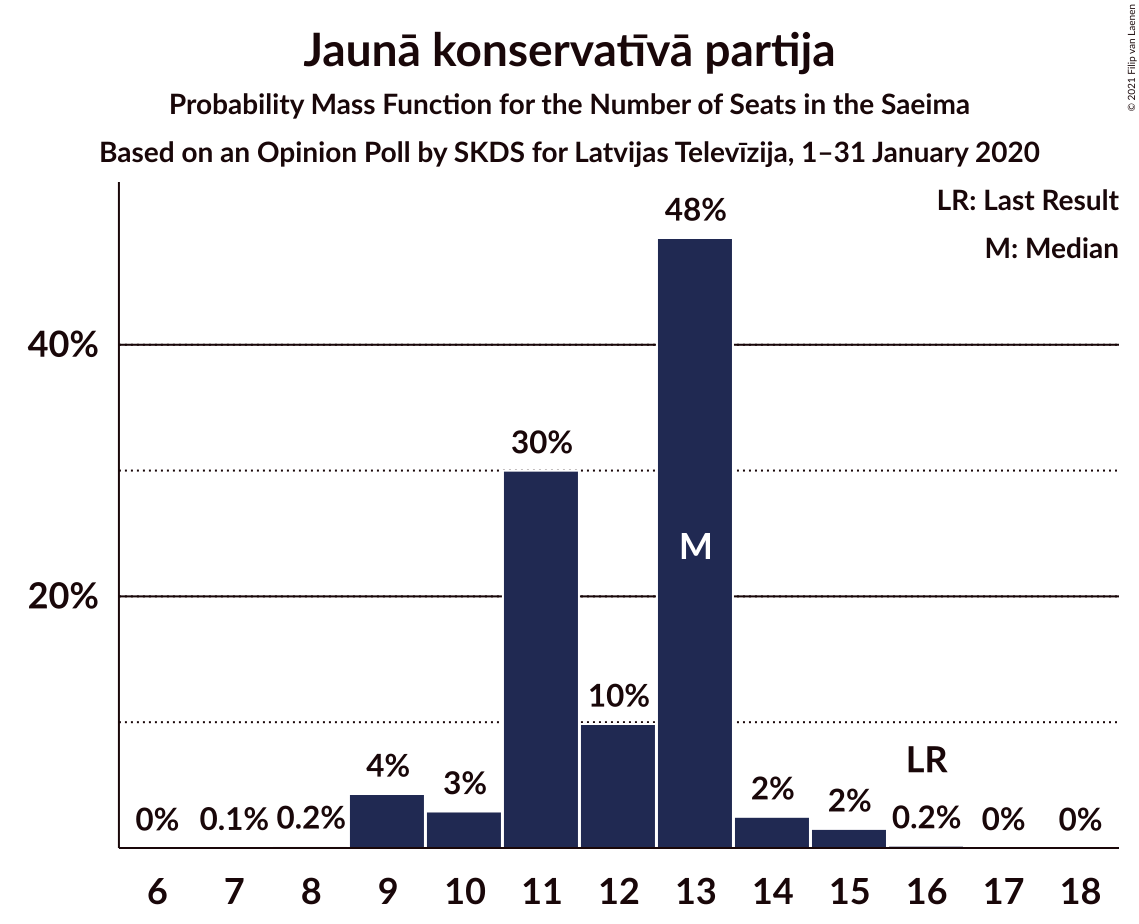 Jaunā konservatīvā partija
Probability Mass Function for the Number of Seats in the Saeima
Based on an Opinion Poll by SKDS for Latvijas Televīzija, 1–31 January 2020
© 2021 Filip van Laenen
LR: Last Result
M: Median
48%
40%
30%
M
20%
10%
LR
4%
3%
2%
2%
0%
0.1%
0.2%
0.2%
0%
0%
6 7 8 9 10 11 12 13 14 15 16 17 18